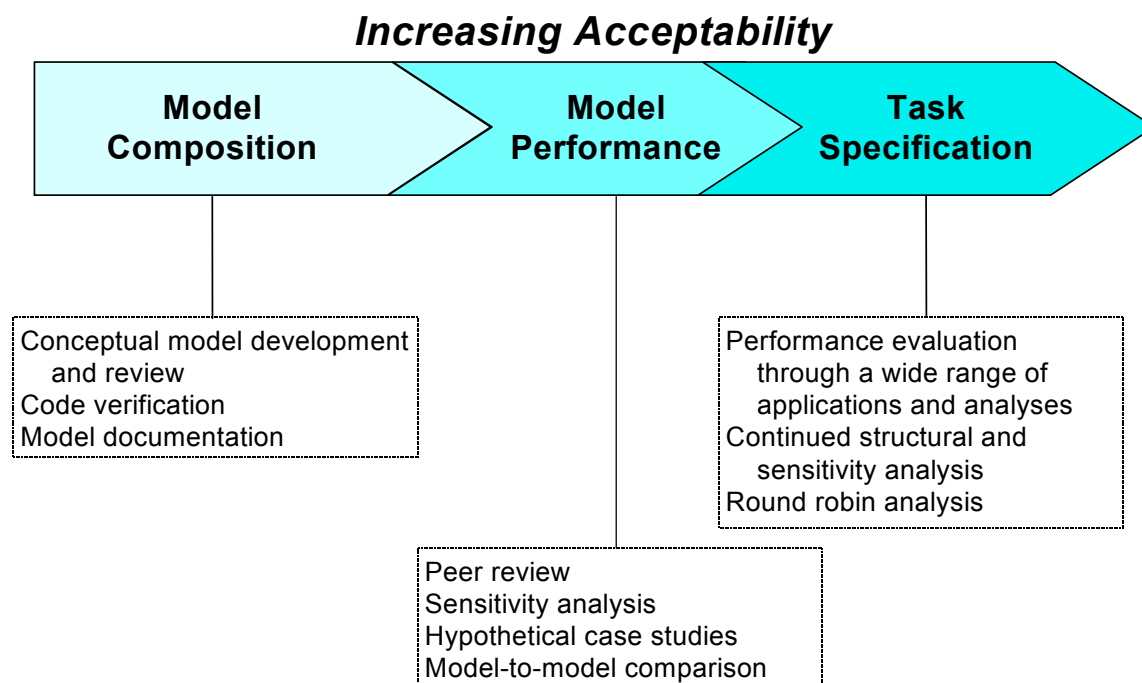 Increasing Acceptability
Model
Composition
Model
Performance
Task
Specification
Conceptual model development
and review
Code verification
Model documentation
Peer review
Sensitivity analysis
Hypothetical case studies
Model-to-model comparison
Performance evaluation
through a wide range of
applications and analyses
Continued structural and
sensitivity analysis
Round robin analysis